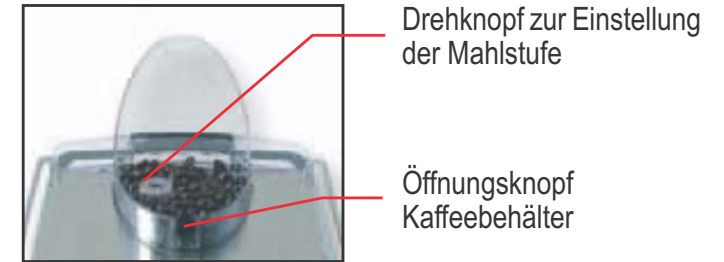 Drehknopf zur Einstellung
der Mahlstufe
Öffnungsknopf
Kaffeebehälter